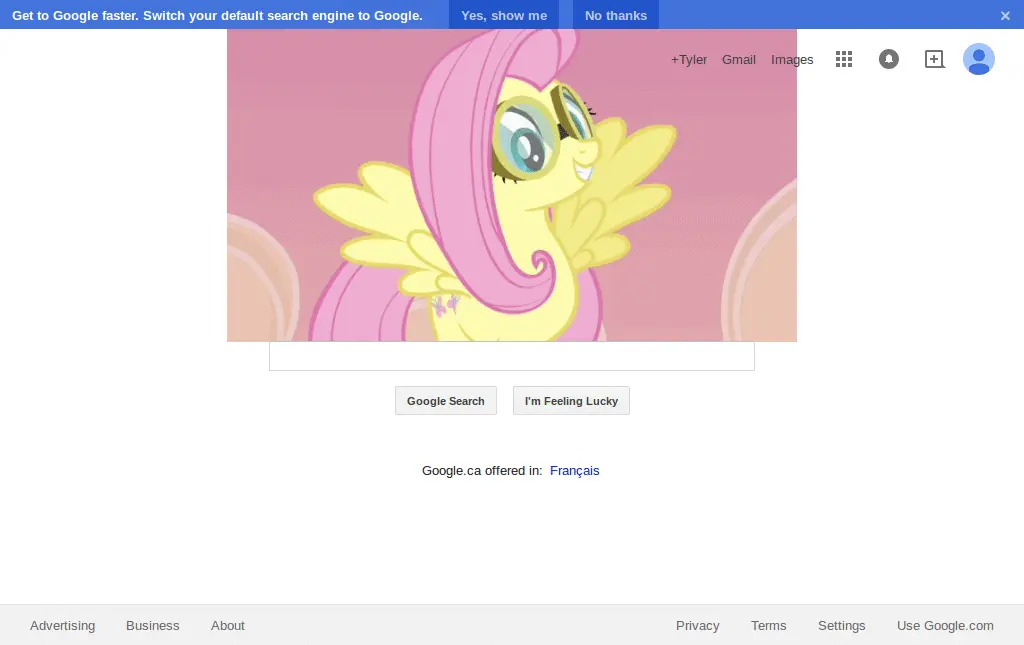 Get to Google faster. Switch your default search engine to Google. Yes, show me No thanks
+Tyler Gmail Images
Google Search I'm Feeling Lucky
Google.ca offered in: Français
Advertising Business About Privacy Terms Settings Use Google.com